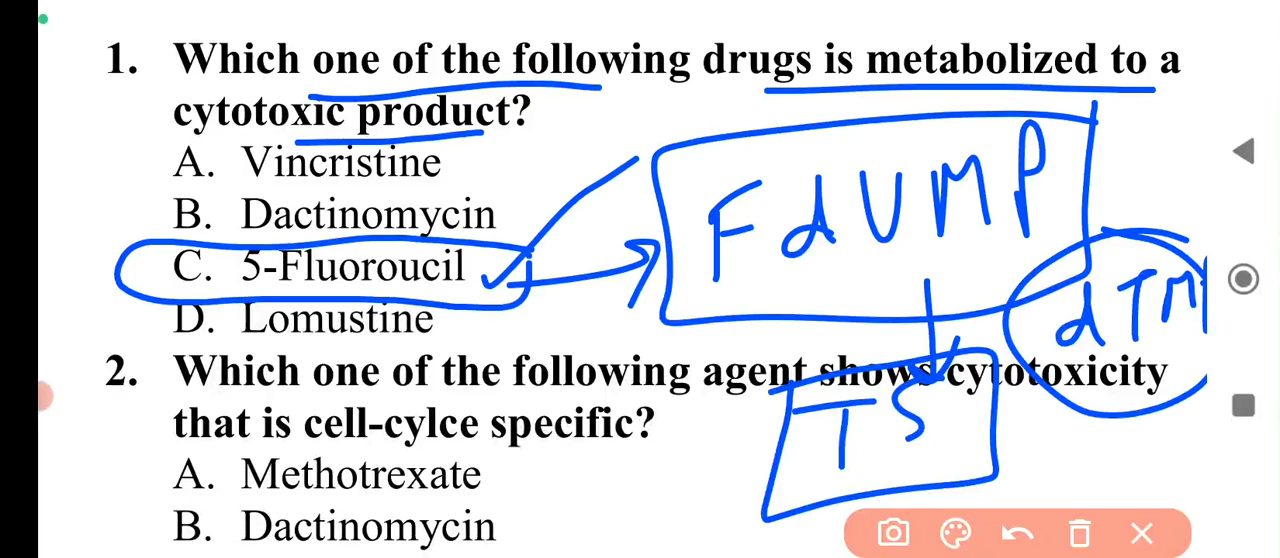 1. Which one of the following drugs is metabolized to a
cytotoxic product?
A. Vincristine
B. Dactinomycin
C. 5-Fluoroucil
D. Lomustine
FdUMP
dTM
TS
2. Which one of the following agent shows cytotoxicity
that is cell-cylce specific?
A. Methotrexate
B. Dactinomycin